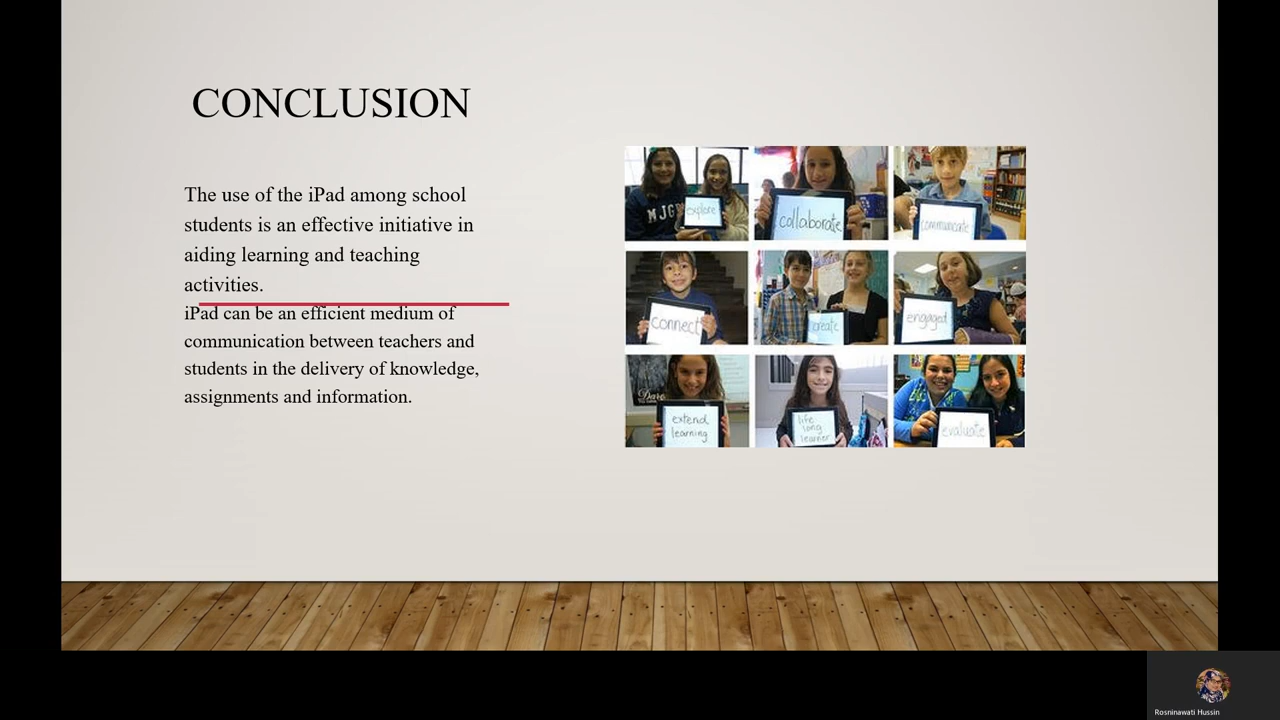 CONCLUSION
The use of the iPad among school
students is an effective initiative in
aiding learning and teaching
activities.
iPad can be an efficient medium of
communication between teachers and
students in the delivery of knowledge,
assignments and information.
MJG
explore
collaborate
communicate
connect
create
engaged
Dare
extend
learning
life
long
learner
evaluate
Rosninawati Hussin